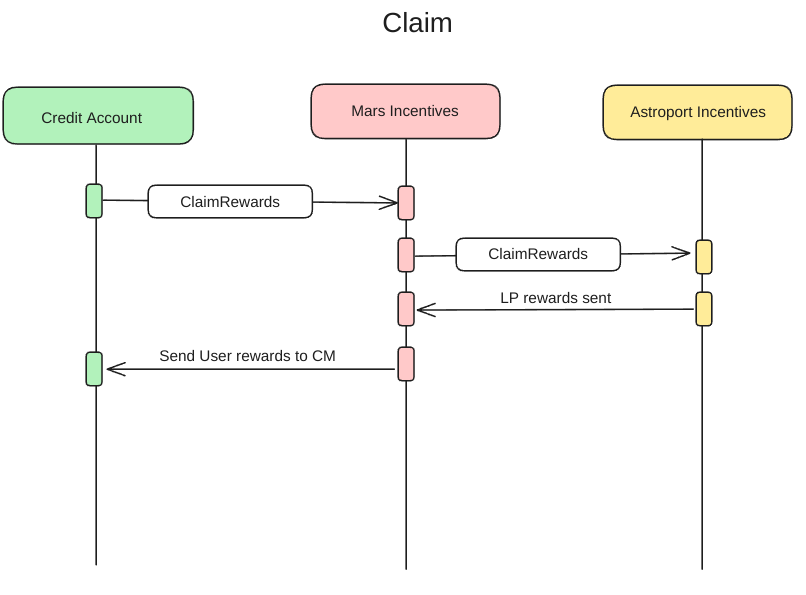 Claim
Credit Account
Mars Incentives
Astroport Incentives
ClaimRewards
ClaimRewards
LP rewards sent
Send User rewards to CM